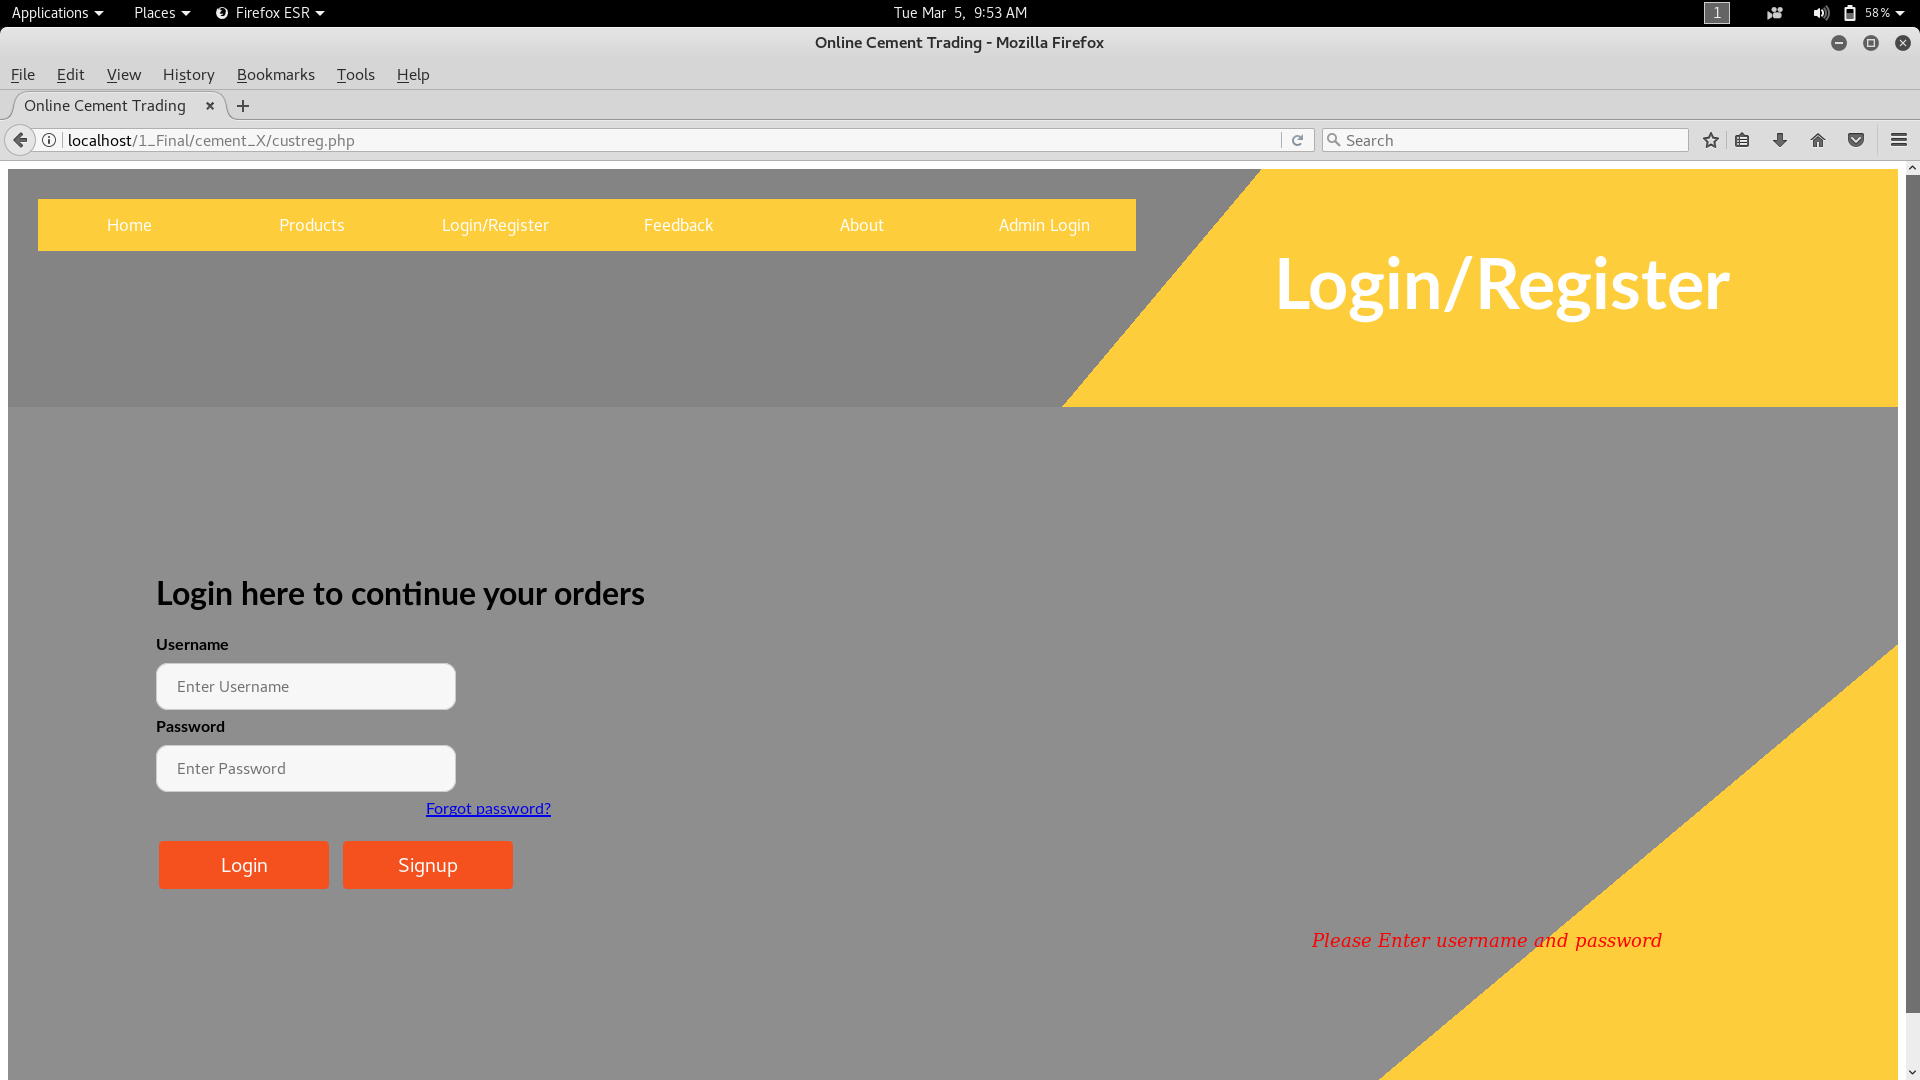 Applications Places Firefox ESR Tue Mar 5, 9:53 AM 1 58%
Online Cement Trading - Mozilla Firefox
File Edit View History Bookmarks Tools Help
Online Cement Trading
localhost/1_Final/cement_X/custreg.php Search
Home Products Login/Register Feedback About Admin Login
Login/Register
Login here to continue your orders
Username
Enter Username
Password
Enter Password
Forgot password?
Login Signup
Please Enter username and password